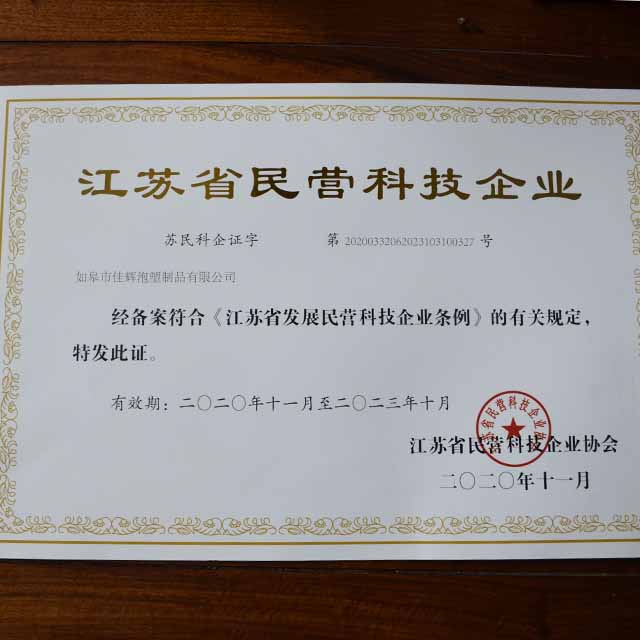 江苏省民营科技企业
苏民科企证字 第 20200332062023103100327 号
如皋市佳辉泡塑制品有限公司
经备案符合《江苏省发展民营科技企业条例》的有关规定，
特发此证。
有效期：二〇二〇年十一月至二〇二三年十月
江苏省民营科技企业协会
二〇二〇年十一月